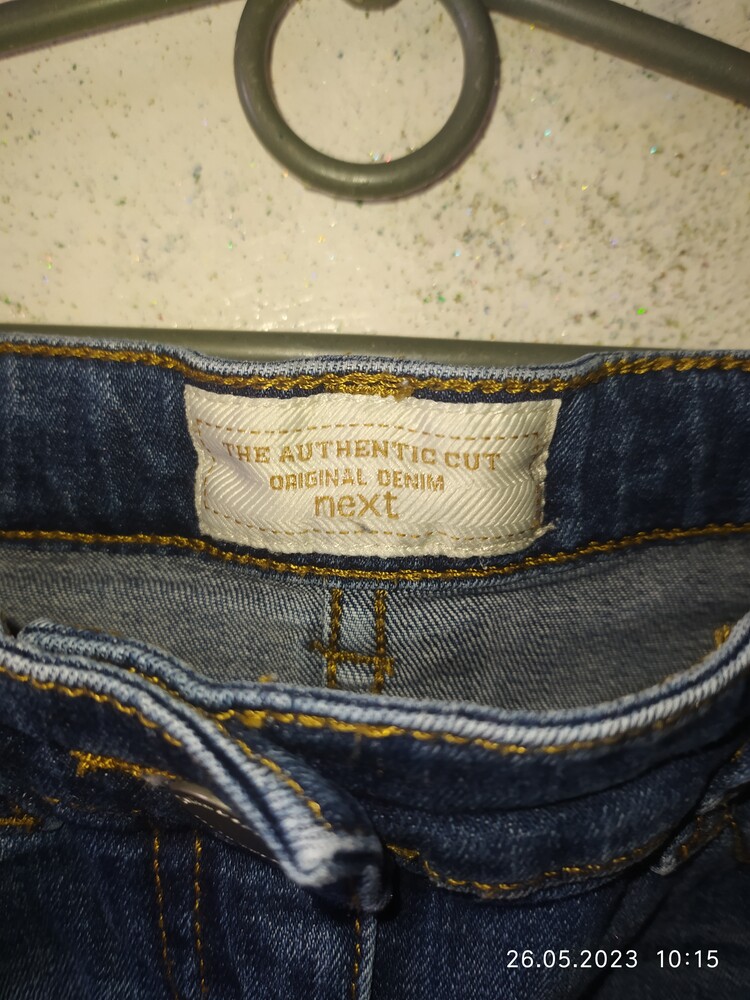 THE AUTHENTIC CUT
ORIGINAL DENIM
next
26.05.2023 10:15